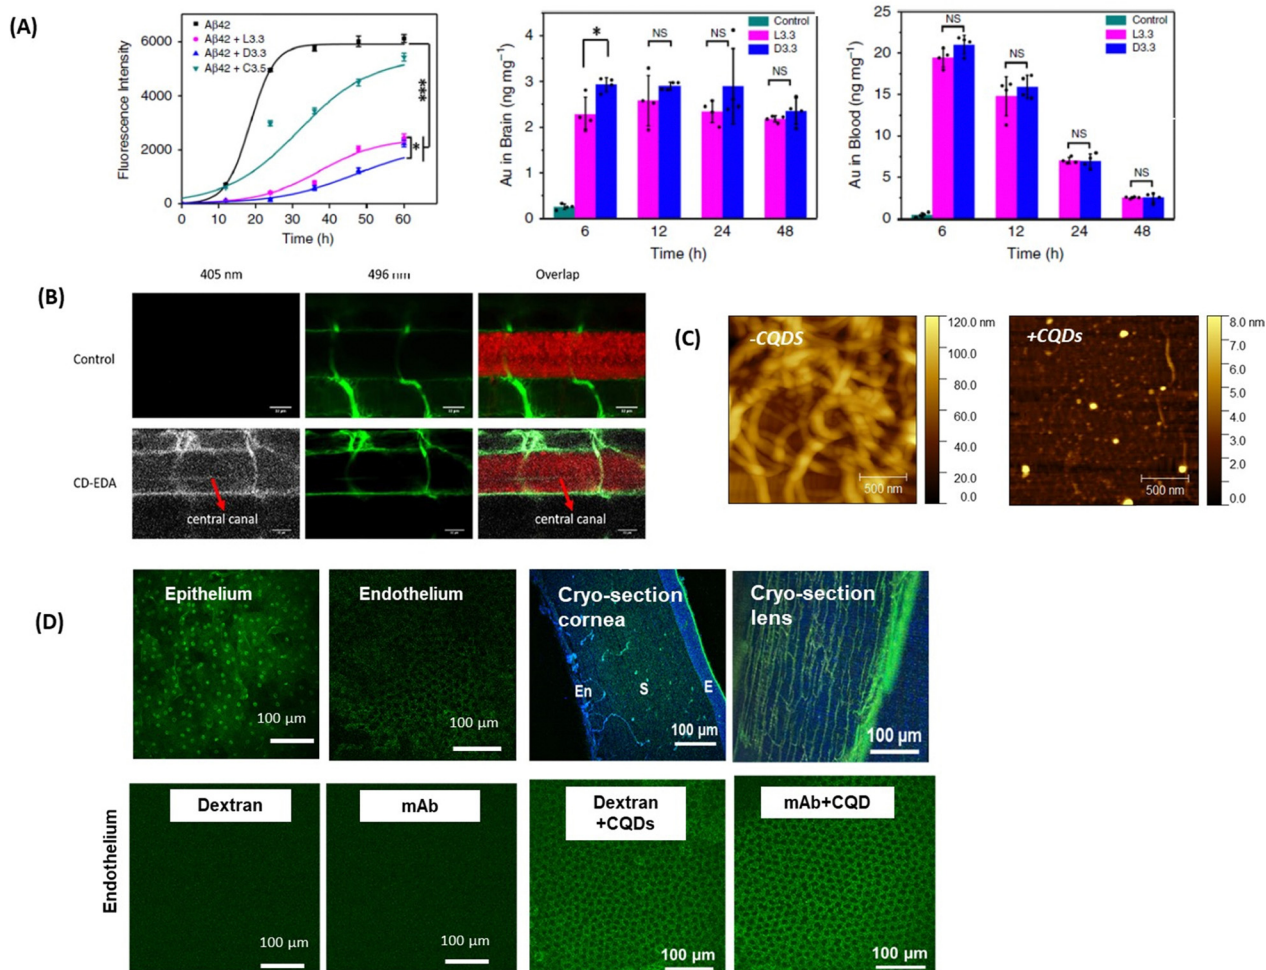 (A)
Aβ42
Aβ42 + L3.3
Aβ42 + D3.3
Aβ42 + C3.5
Fluorescence Intensity
6000
4000
2000
0
0 10 20 30 40 50 60
Time (h)
***
*
Au in Brain (ng mg⁻¹)
4
3
2
1
0
*
NS
NS
NS
Control
L3.3
D3.3
6 12 24 48
Time (h)
Au in Blood (ng mg⁻¹)
25
20
15
10
5
0
NS
NS
NS
NS
Control
L3.3
D3.3
6 12 24 48
Time (h)
(B)
405 nm 496 nm Overlap
Control
CD-EDA
central canal
central canal
(C)
-CQDS
500 nm
120.0 nm
100.0
80.0
60.0
40.0
20.0
0.0
+CQDs
500 nm
8.0 nm
7.0
6.0
5.0
4.0
3.0
2.0
0.0
(D)
Epithelium
100 µm
Endothelium
100 µm
Cryo-section
cornea
En S E
100 µm
Cryo-section
lens
100 µm
Endothelium
Dextran
100 µm
mAb
100 µm
Dextran
+CQDs
100 µm
mAb+CQD
100 µm